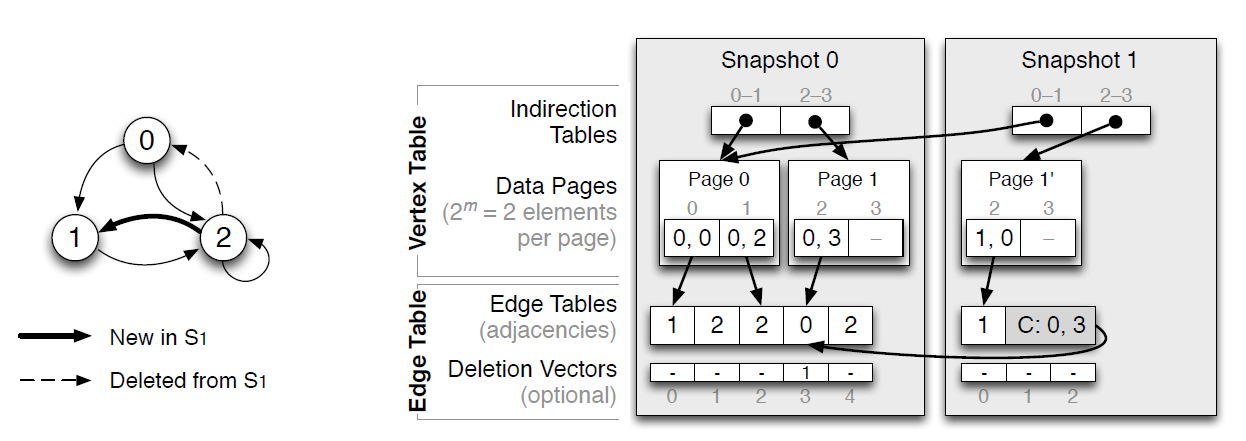 0
1
2
New in S1
Deleted from S1
Vertex Table
Edge Table
Indirection
Tables
Data Pages
(2^m = 2 elements
per page)
Edge Tables
(adjacencies)
Deletion Vectors
(optional)
Snapshot 0
0–1 2–3
Page 0
0 1
0, 0 0, 2
Page 1
2 3
0, 3 –
1 2 2 0 2
- - - 1 -
0 1 2 3 4
Snapshot 1
0–1 2–3
Page 1'
2 3
1, 0 –
1 C: 0, 3
- - -
0 1 2